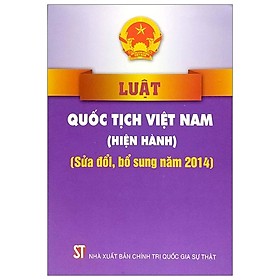 LUẬT
QUỐC TỊCH VIỆT NAM
(HIỆN HÀNH)
(Sửa đổi, bổ sung năm 2014)
ST NHÀ XUẤT BẢN CHÍNH TRỊ QUỐC GIA SỰ THẬT